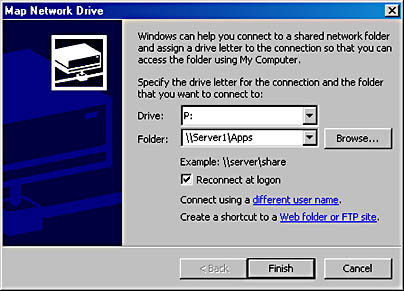 Map Network Drive
Windows can help you connect to a shared network folder
and assign a drive letter to the connection so that you can
access the folder using My Computer.
Specify the drive letter for the connection and the folder
that you want to connect to:
Drive: P:
Folder: \\Server1\Apps Browse...
Example: \\server\share
Reconnect at logon
Connect using a different user name.
Create a shortcut to a Web folder or FTP site.
< Back Finish Cancel